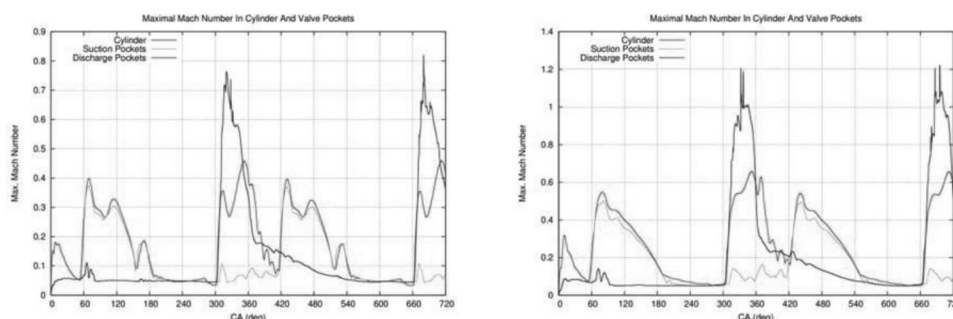 Maximal Mach Number In Cylinder And Valve Pockets
Cylinder
Suction Pockets
Discharge Pockets
Max. Mach Number
0.9
0.8
0.7
0.6
0.5
0.4
0.3
0.2
0.1
0
0 60 120 180 240 300 360 420 480 540 600 660 720
CA (deg)
Maximal Mach Number In Cylinder And Valve Pockets
Cylinder
Suction Pockets
Discharge Pockets
Max. Mach Number
1.4
1.2
1
0.8
0.6
0.4
0.2
0
0 60 120 180 240 300 360 420 480 540 600 660 72
CA (deg)